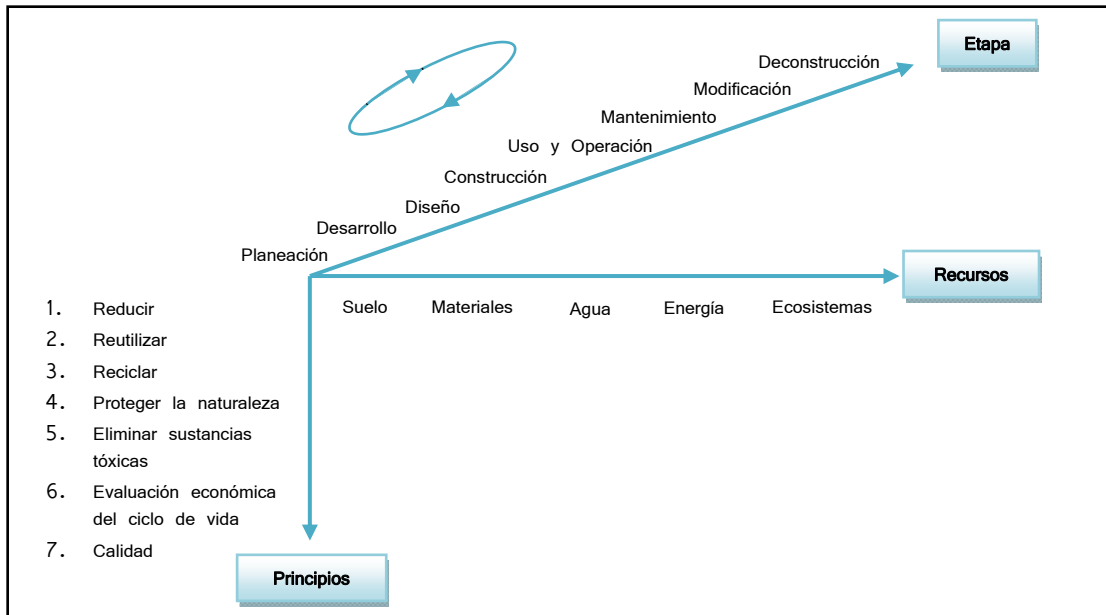 Etapa
Deconstrucción
Modificación
Mantenimiento
Uso y Operación
Construcción
Diseño
Desarrollo
Planeación
Recursos
Suelo Materiales Agua Energía Ecosistemas
1. Reducir
2. Reutilizar
3. Reciclar
4. Proteger la naturaleza
5. Eliminar sustancias
tóxicas
6. Evaluación económica
del ciclo de vida
7. Calidad
Principios